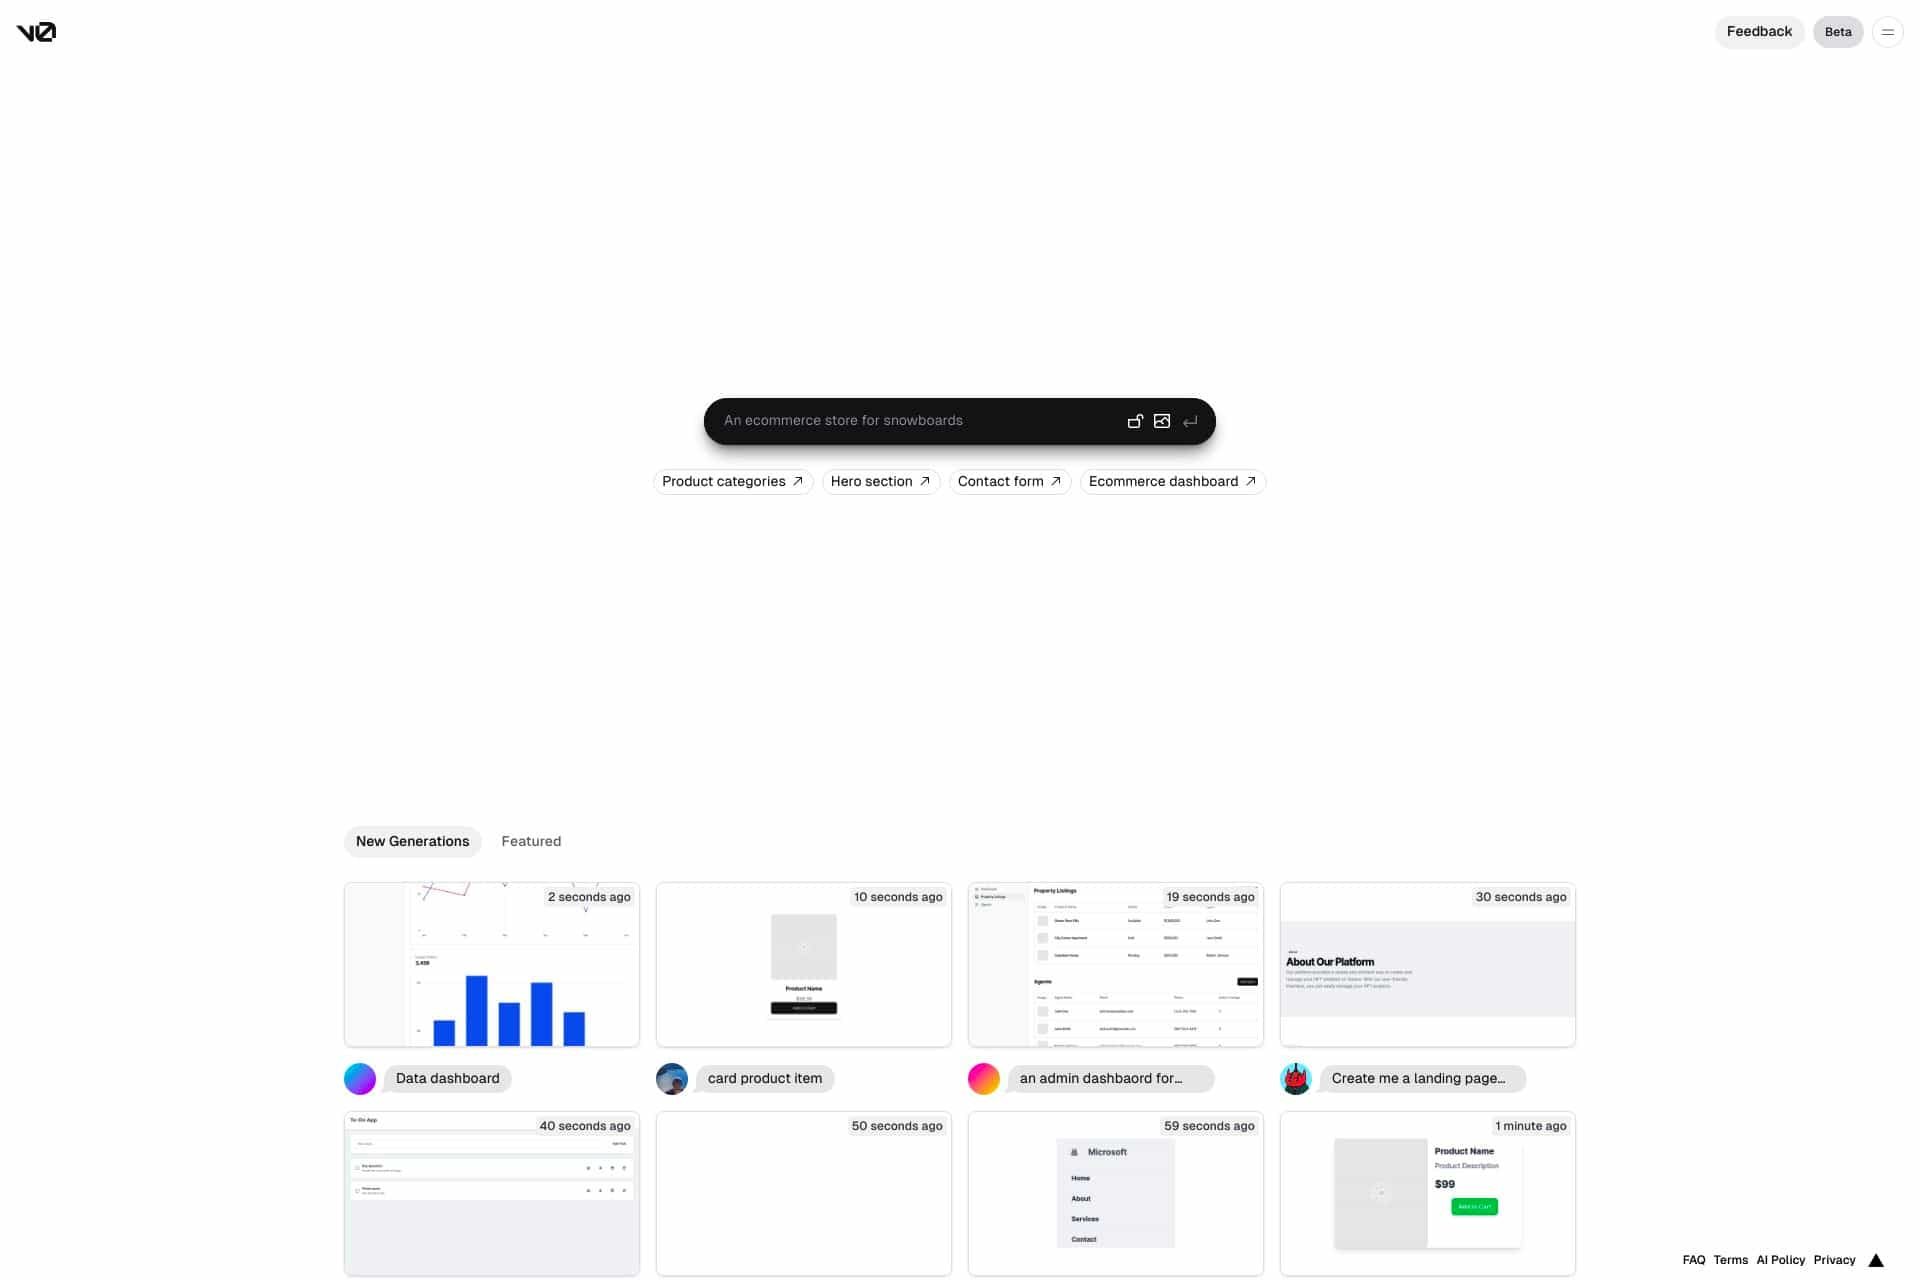 v0
Feedback
Beta
An ecommerce store for snowboards
Product categories
Hero section
Contact form
Ecommerce dashboard
New Generations
Featured
2 seconds ago
10 seconds ago
Product Name
19 seconds ago
Property Listings
Agents
30 seconds ago
About Our Platform
Data dashboard
card product item
an admin dashbaord for...
Create me a landing page...
40 seconds ago
To-Do App
50 seconds ago
59 seconds ago
Microsoft
Home
About
Services
Contact
1 minute ago
Product Name
Product Description
$99
Add to Cart
FAQ Terms AI Policy Privacy